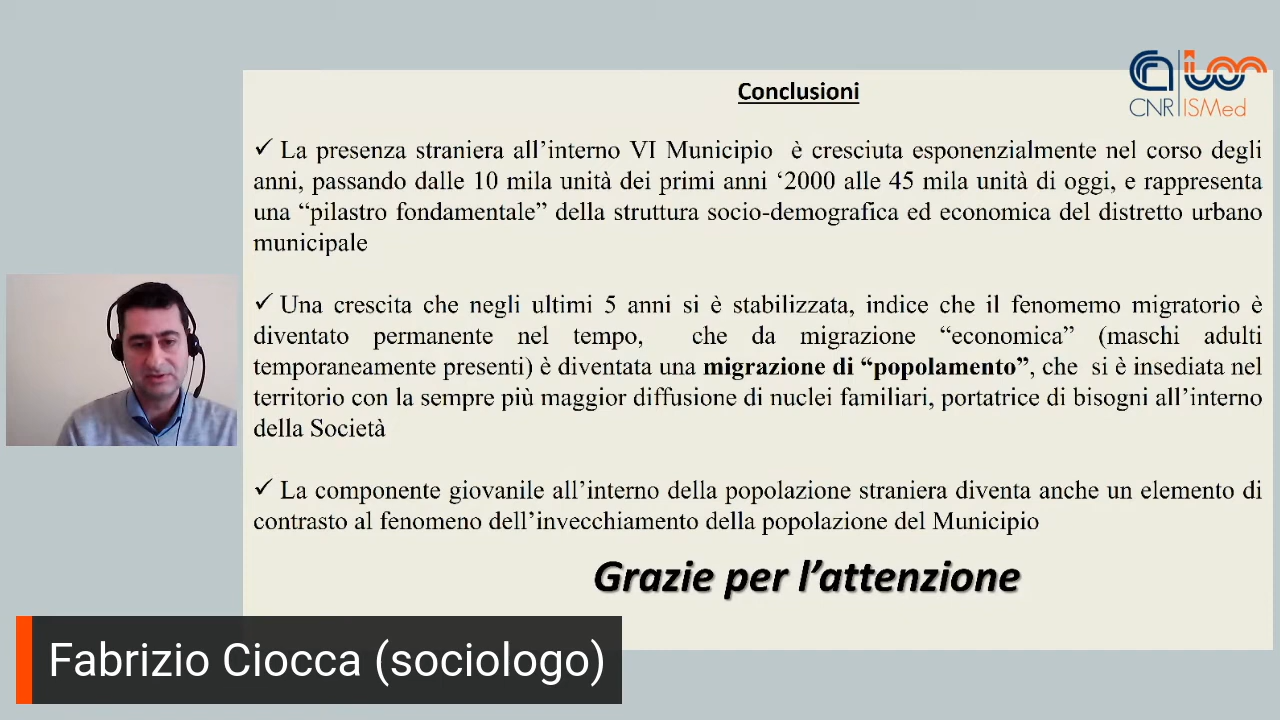 Conclusioni
CNR ISMed
✓ La presenza straniera all’interno VI Municipio è cresciuta esponenzialmente nel corso degli
anni, passando dalle 10 mila unità dei primi anni ‘2000 alle 45 mila unità di oggi, e rappresenta
una “pilastro fondamentale” della struttura socio-demografica ed economica del distretto urbano
municipale
✓ Una crescita che negli ultimi 5 anni si è stabilizzata, indice che il fenomemo migratorio è
diventato permanente nel tempo, che da migrazione “economica” (maschi adulti
temporaneamente presenti) è diventata una migrazione di “popolamento”, che si è insediata nel
territorio con la sempre più maggior diffusione di nuclei familiari, portatrice di bisogni all’interno
della Società
✓ La componente giovanile all’interno della popolazione straniera diventa anche un elemento di
contrasto al fenomeno dell’invecchiamento della popolazione del Municipio
Grazie per l’attenzione
Fabrizio Ciocca (sociologo)